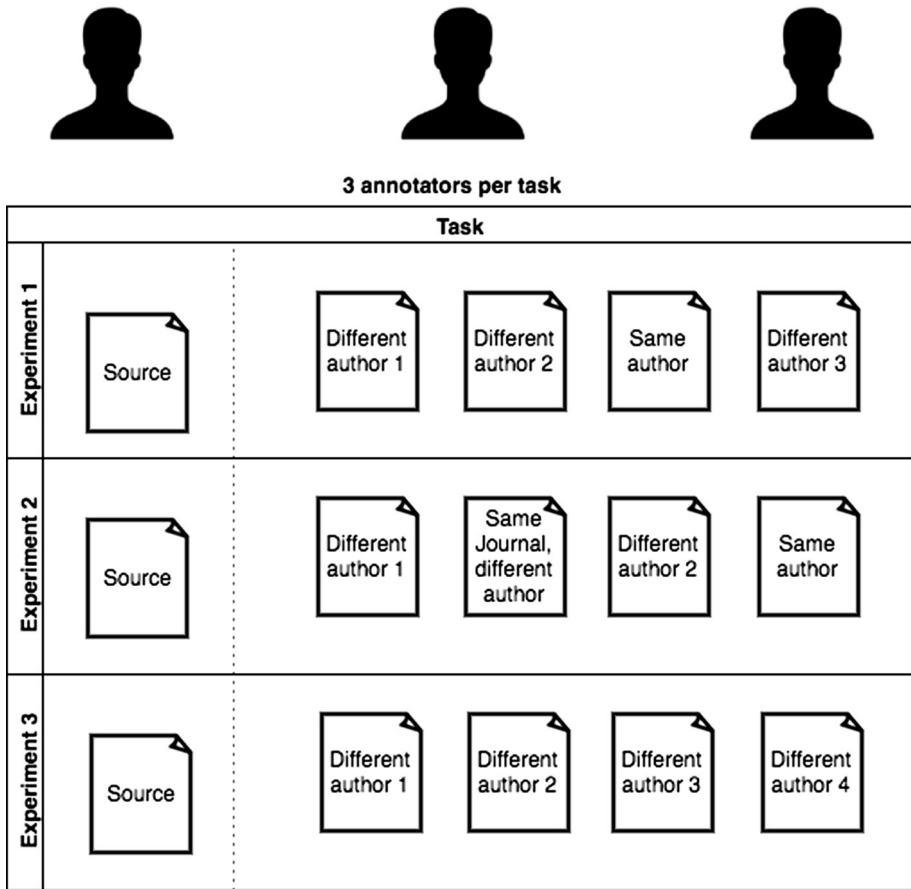 3 annotators per task
Task
Experiment 1
Source
Different
author 1
Different
author 2
Same
author
Different
author 3
Experiment 2
Source
Different
author 1
Same
Journal,
different
author
Different
author 2
Same
author
Experiment 3
Source
Different
author 1
Different
author 2
Different
author 3
Different
author 4